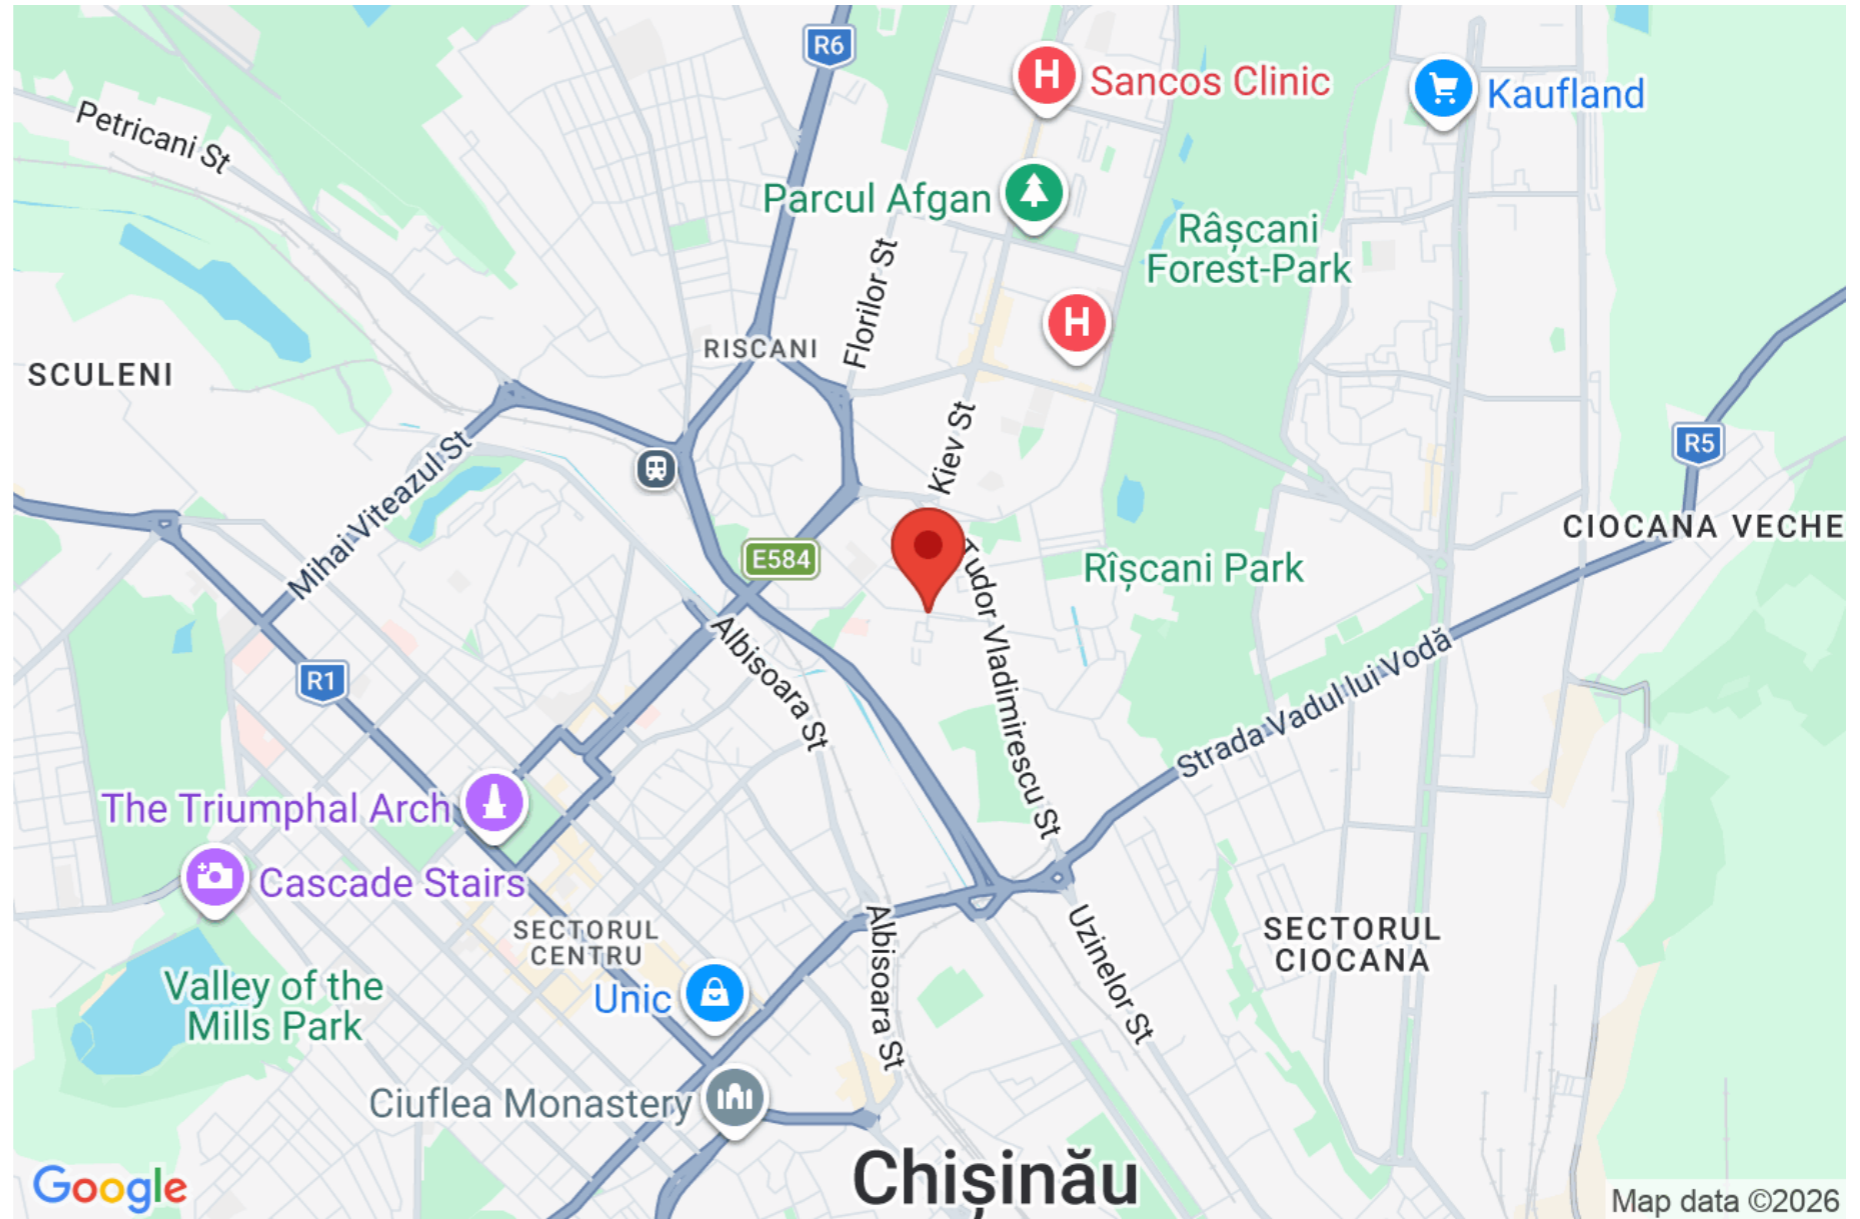 R6
H
Sancos Clinic
Kaufland
Petricani St
Parcul Afgan
Râșcani
Forest-Park
Florilor St
H
RISCANI
SCULENI
Kiev St
R5
Mihai Viteazul St
CIOCANA VECHE
E584
Tudor Vladimirescu St
Rîșcani Park
Albisoara St
R1
Strada Vadul lui Vodă
The Triumphal Arch
Cascade Stairs
SECTORUL
CENTRU
Albisoara St
Uzinelor St
SECTORUL
CIOCANA
Valley of the
Mills Park
Unic
Ciuflea Monastery
Chișinău
Google
Map data ©2026